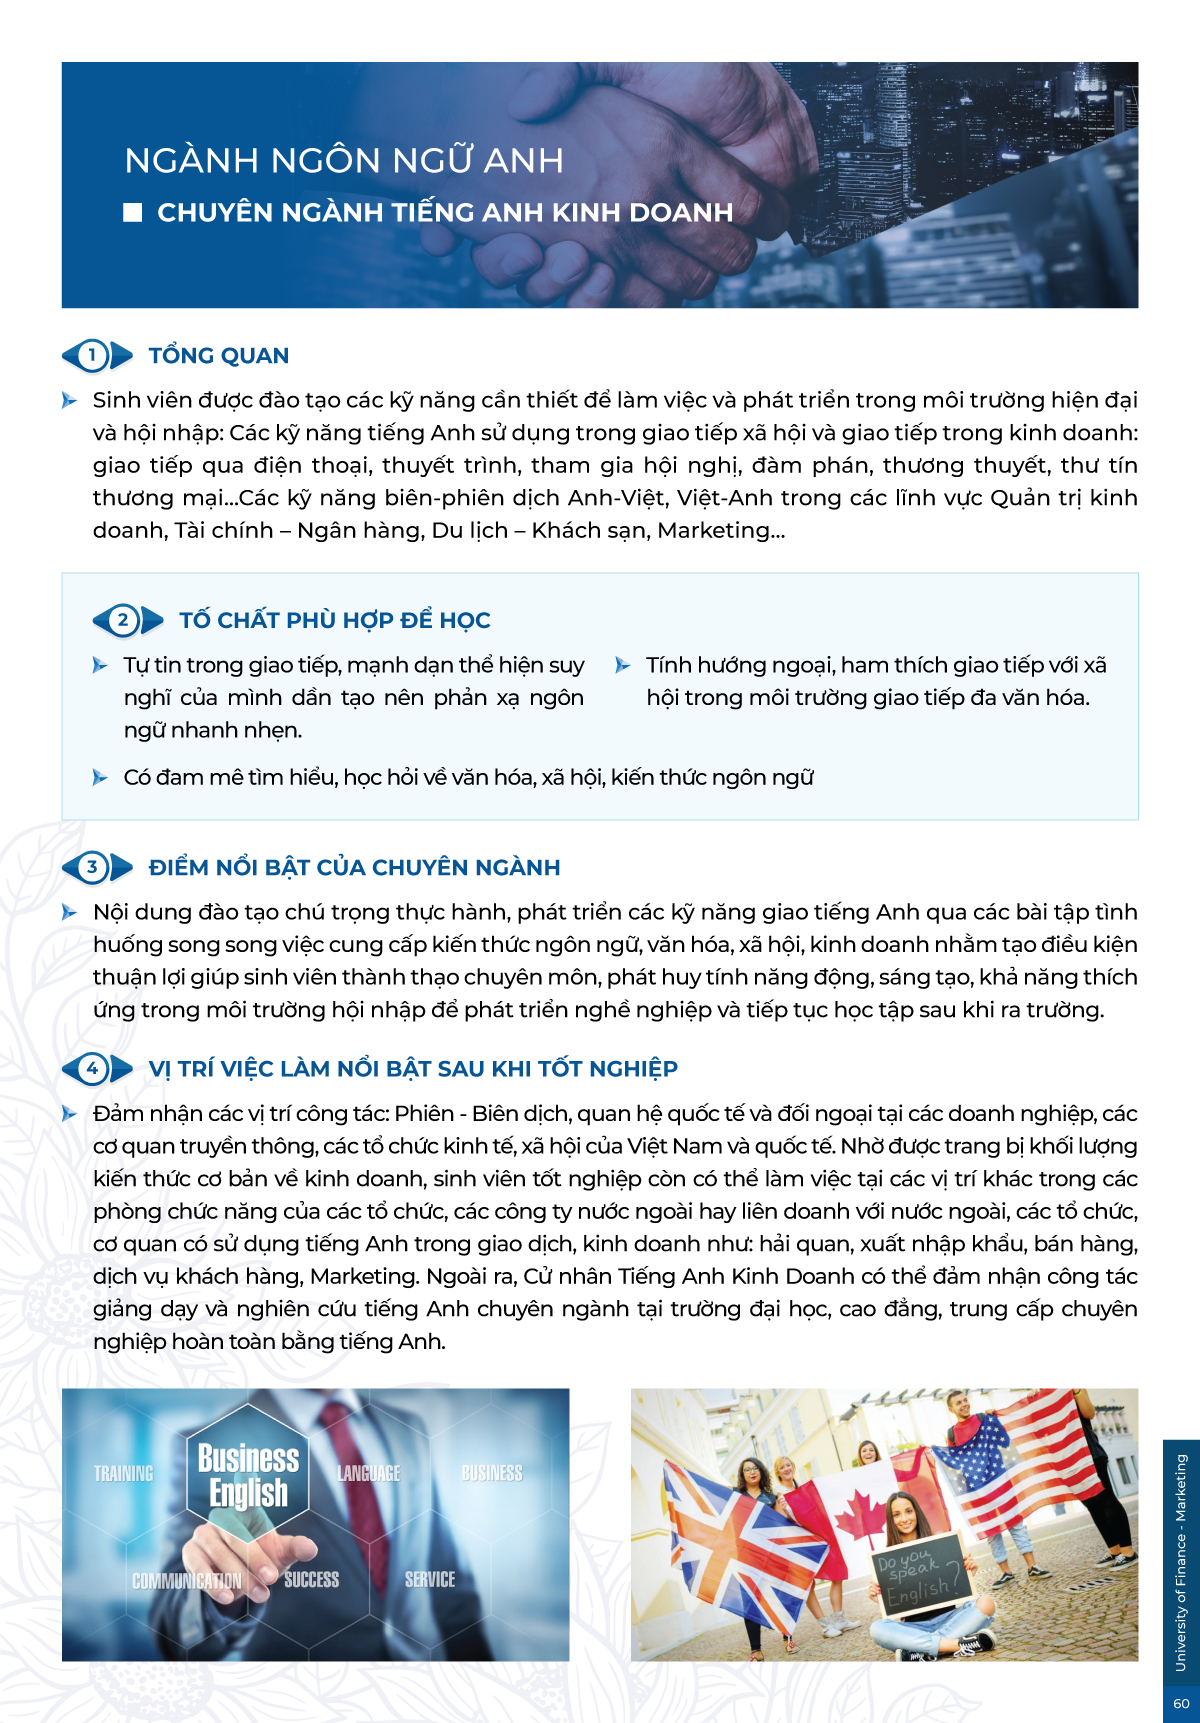 NGÀNH NGÔN NGỮ ANH
CHUYÊN NGÀNH TIẾNG ANH KINH DOANH
1 TỔNG QUAN
Sinh viên được đào tạo các kỹ năng cần thiết để làm việc và phát triển trong môi trường hiện đại
và hội nhập: Các kỹ năng tiếng Anh sử dụng trong giao tiếp xã hội và giao tiếp trong kinh doanh:
giao tiếp qua điện thoại, thuyết trình, tham gia hội nghị, đàm phán, thương thuyết, thư tín
thương mại...Các kỹ năng biên-phiên dịch Anh-Việt, Việt-Anh trong các lĩnh vực Quản trị kinh
doanh, Tài chính – Ngân hàng, Du lịch – Khách sạn, Marketing...
2 TỐ CHẤT PHÙ HỢP ĐỂ HỌC
Tự tin trong giao tiếp, mạnh dạn thể hiện suy
nghĩ của mình dần tạo nên phản xạ ngôn
ngữ nhanh nhẹn.
Tính hướng ngoại, ham thích giao tiếp với xã
hội trong môi trường giao tiếp đa văn hóa.
Có đam mê tìm hiểu, học hỏi về văn hóa, xã hội, kiến thức ngôn ngữ
3 ĐIỂM NỔI BẬT CỦA CHUYÊN NGÀNH
Nội dung đào tạo chú trọng thực hành, phát triển các kỹ năng giao tiếng Anh qua các bài tập tình
huống song song việc cung cấp kiến thức ngôn ngữ, văn hóa, xã hội, kinh doanh nhằm tạo điều kiện
thuận lợi giúp sinh viên thành thạo chuyên môn, phát huy tính năng động, sáng tạo, khả năng thích
ứng trong môi trường hội nhập để phát triển nghề nghiệp và tiếp tục học tập sau khi ra trường.
4 VỊ TRÍ VIỆC LÀM NỔI BẬT SAU KHI TỐT NGHIỆP
Đảm nhận các vị trí công tác: Phiên - Biên dịch, quan hệ quốc tế và đối ngoại tại các doanh nghiệp, các
cơ quan truyền thông, các tổ chức kinh tế, xã hội của Việt Nam và quốc tế. Nhờ được trang bị khối lượng
kiến thức cơ bản về kinh doanh, sinh viên tốt nghiệp còn có thể làm việc tại các vị trí khác trong các
phòng chức năng của các tổ chức, các công ty nước ngoài hay liên doanh với nước ngoài, các tổ chức,
cơ quan có sử dụng tiếng Anh trong giao dịch, kinh doanh như: hải quan, xuất nhập khẩu, bán hàng,
dịch vụ khách hàng, Marketing. Ngoài ra, Cử nhân Tiếng Anh Kinh Doanh có thể đảm nhận công tác
giảng dạy và nghiên cứu tiếng Anh chuyên ngành tại trường đại học, cao đẳng, trung cấp chuyên
nghiệp hoàn toàn bằng tiếng Anh.
Business
English
TRAINING
LANGUAGE
BUSINESS
COMMUNICATION
SUCCESS
SERVICE
Do you
speak
English?
University of Finance - Marketing
60